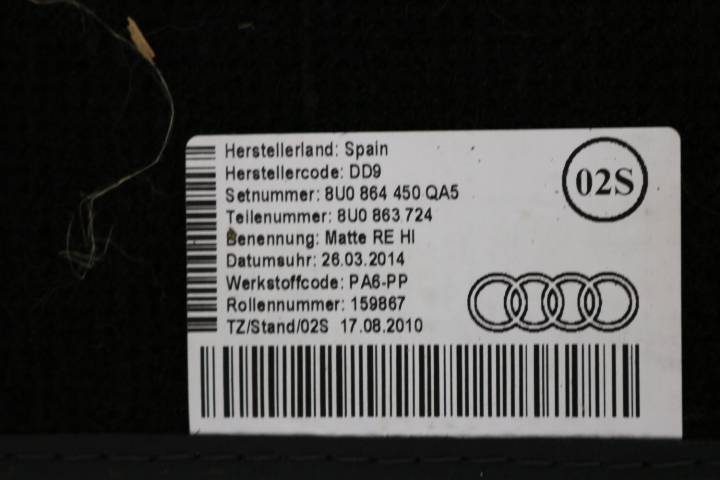 Herstellerland: Spain
Herstellercode: DD9
Setnummer: 8U0 864 450 QA5
Teilenummer: 8U0 863 724
Benennung: Matte RE HI
Datumsuhr: 26.03.2014
Werkstoffcode: PA6-PP
Rollennummer: 159867
TZ/Stand/02S 17.08.2010
02S